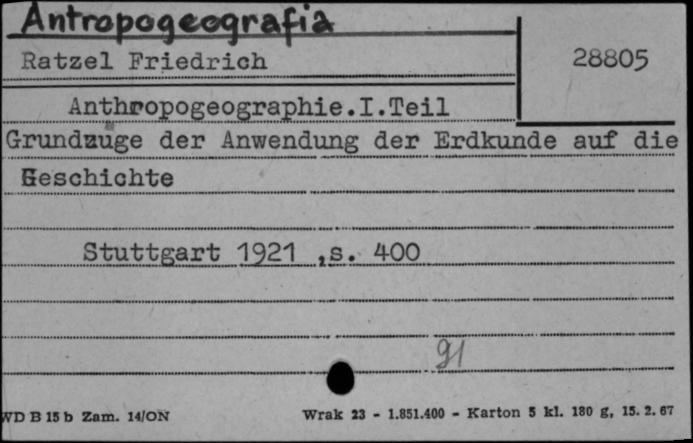 Antropogeografia
Ratzel Friedrich
28805
Anthropogeographie.I.Teil
Grundzuge der Anwendung der Erdkunde auf die
Geschichte
Stuttgart 1921 ,s. 400
91
WD B 15 b Zam. 14/ON
Wrak 23 - 1.851.400 - Karton 5 kl. 180 g, 15. 2. 67